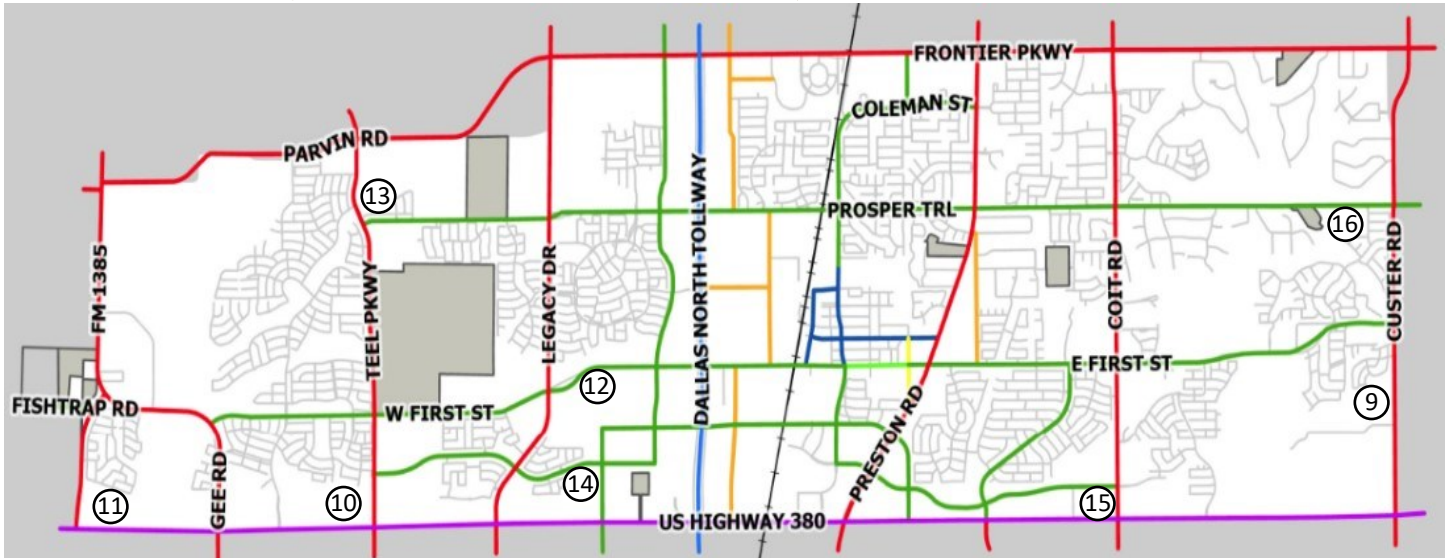 FRONTIER PKWY
COLEMAN ST
PARVIN RD
13
PROSPER TRL
16
FM-1385
TEEL PKWY
LEGACY DR
DALLAS NORTH TOLLWAY
COIT RD
CUSTER RD
E FIRST ST
12
9
FISHTRAP RD
W FIRST ST
PRESTON RD
GEE RD
11
10
14
15
US HIGHWAY 380